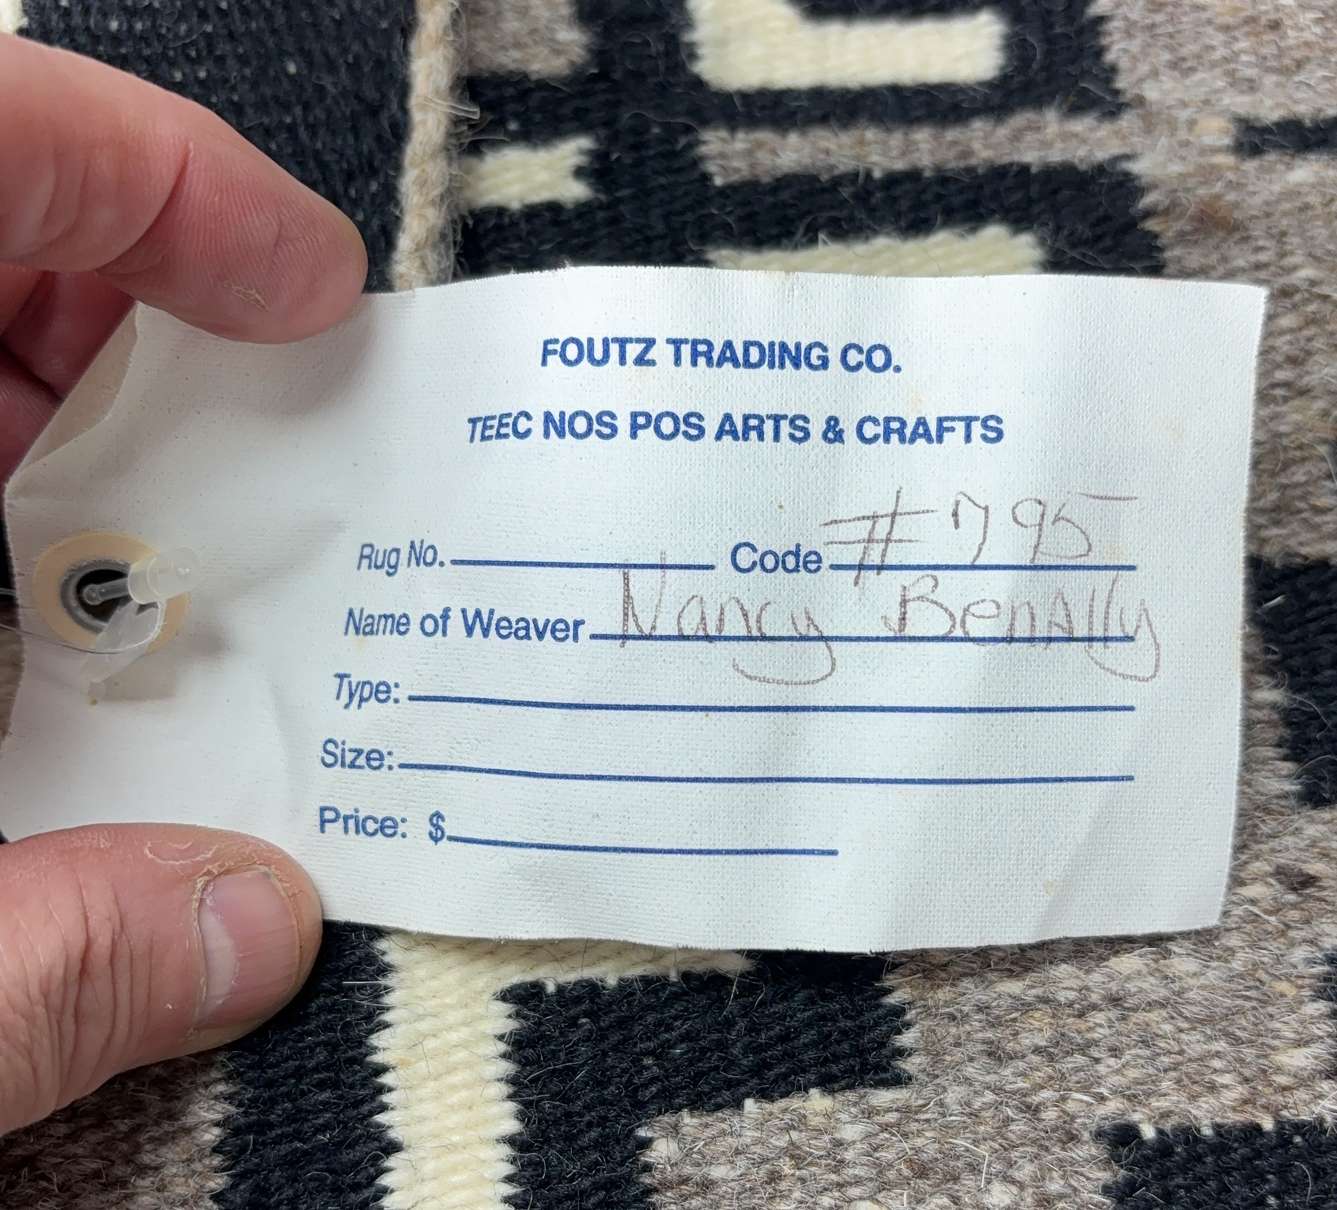 FOUTZ TRADING CO.
TEEC NOS POS ARTS & CRAFTS
Rug No. Code #795
Name of Weaver Nancy BenAlly
Type:
Size:
Price: $